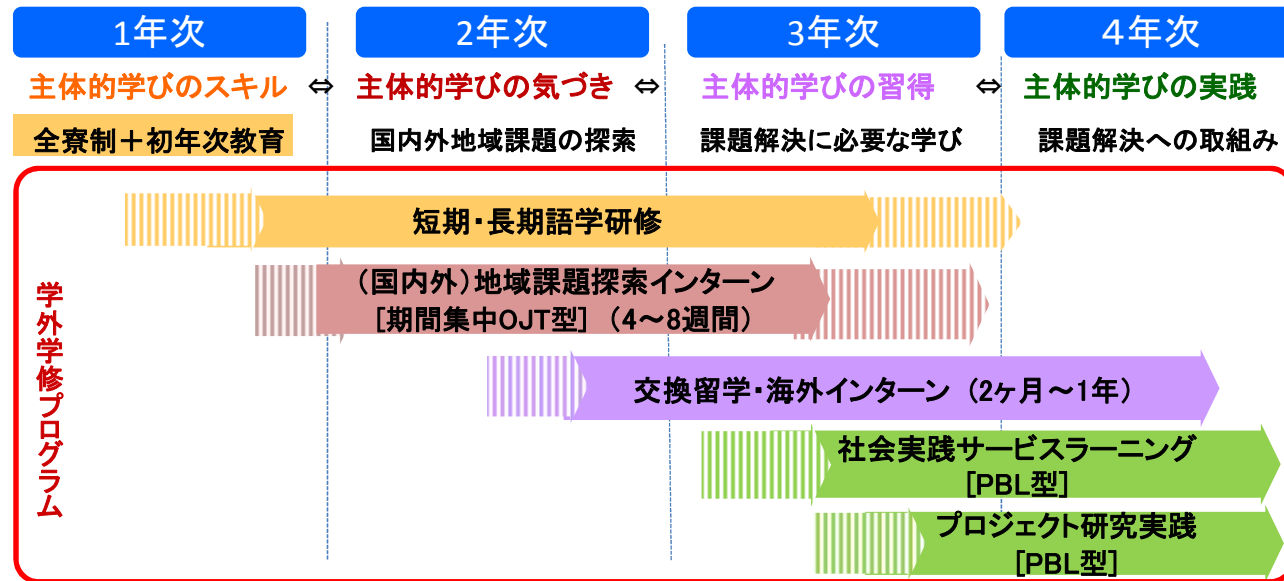 1年次
2年次
3年次
４年次
主体的学びのスキル ⇔ 主体的学びの気づき ⇔ 主体的学びの習得 ⇔ 主体的学びの実践
全寮制＋初年次教育
国内外地域課題の探索
課題解決に必要な学び
課題解決への取組み
学外学修プログラム
短期・長期語学研修
（国内外）地域課題探索インターン
［期間集中OJT型］（4～8週間）
交換留学・海外インターン（2ヶ月～1年）
社会実践サービスラーニング
［PBL型］
プロジェクト研究実践
［PBL型］